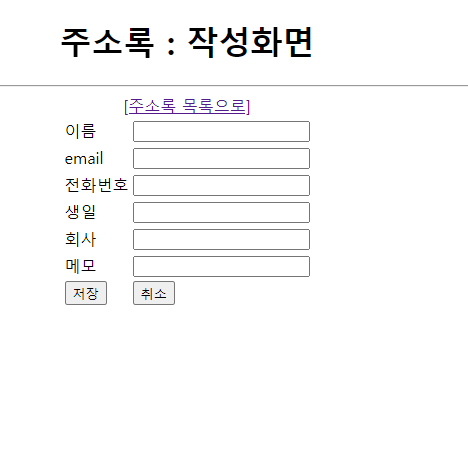 주소록 : 작성화면
[주소록 목록으로]
이름
email
전화번호
생일
회사
메모
저장 취소